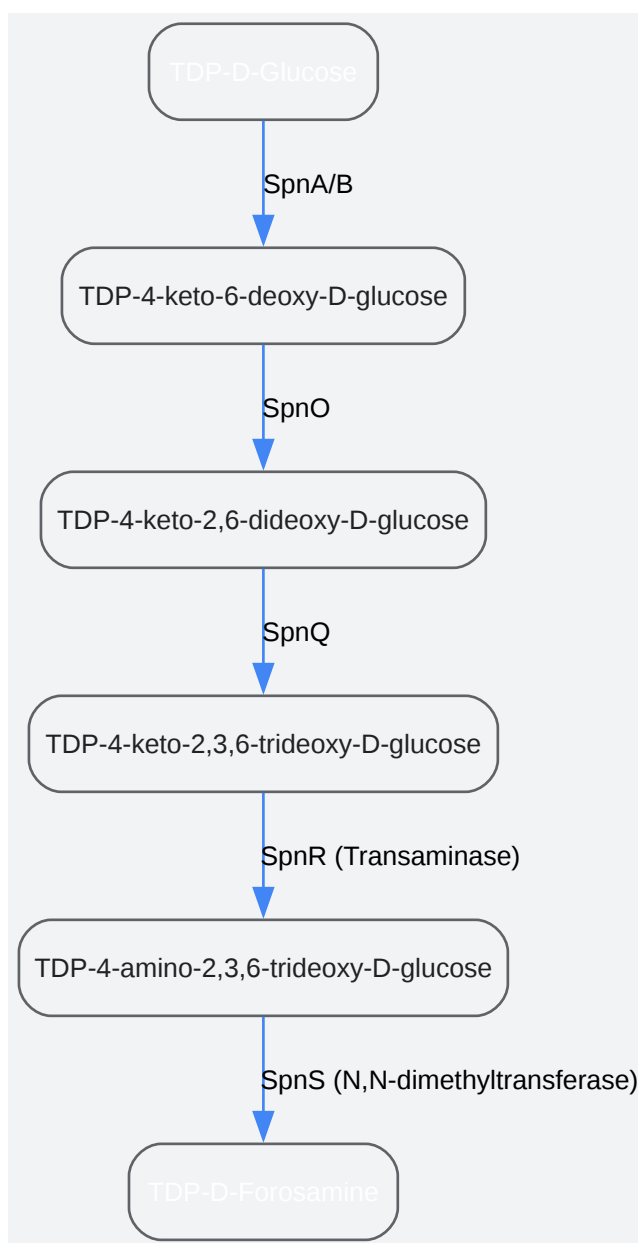 TDP-D-Glucose
SpnA/B
TDP-4-keto-6-deoxy-D-glucose
SpnO
TDP-4-keto-2,6-dideoxy-D-glucose
SpnQ
TDP-4-keto-2,3,6-trideoxy-D-glucose
SpnR (Transaminase)
TDP-4-amino-2,3,6-trideoxy-D-glucose
SpnS (N,N-dimethyltransferase)
TDP-D-Forosamine